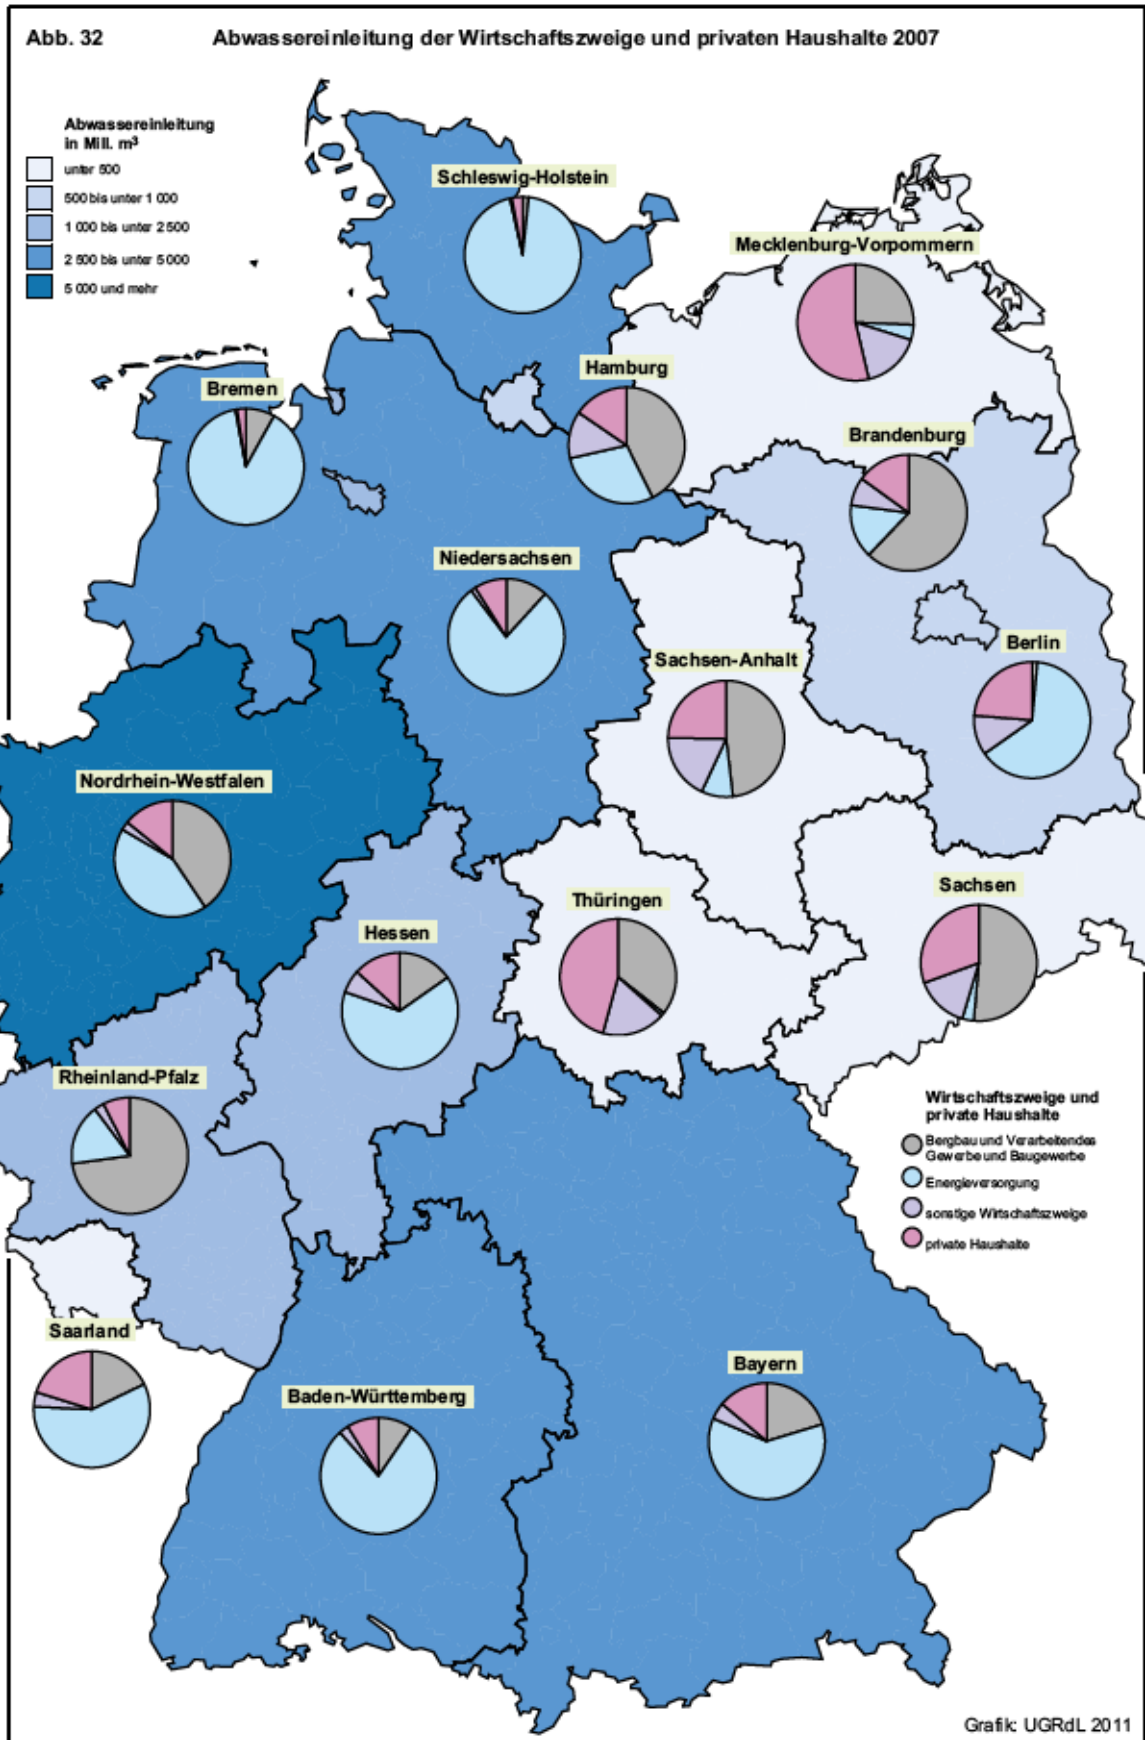 Abb. 32
Abwassereinleitung der Wirtschaftszweige und privaten Haushalte 2007
Abwassereinleitung
in Mill. m³
unter 500
500 bis unter 1 000
1 000 bis unter 2 500
2 500 bis unter 5 000
5 000 und mehr
Schleswig-Holstein
Mecklenburg-Vorpommern
Hamburg
Bremen
Brandenburg
Niedersachsen
Berlin
Sachsen-Anhalt
Nordrhein-Westfalen
Sachsen
Thüringen
Hessen
Rheinland-Pfalz
Wirtschaftszweige und
private Haushalte
Bergbau und Verarbeitendes
Gewerbe und Baugewerbe
Energieversorgung
sonstige Wirtschaftszweige
private Haushalte
Saarland
Bayern
Baden-Württemberg
Grafik: UGRdL 2011